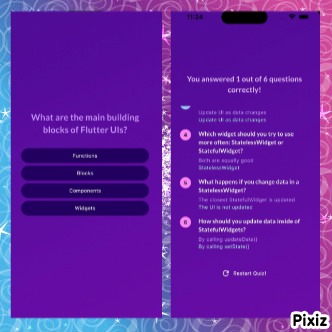 What are the main building
blocks of Flutter UIs?
Functions
Blocks
Components
Widgets
11:24
You answered 1 out of 6 questions
correctly!
Update UI as data changes
Update UI as data changes
4
Which widget should you try to use
more often: StatelessWidget or
StatefulWidget?
Both are equally good
StatelessWidget
5
What happens if you change data in a
StatelessWidget?
The closest StatefulWidget is updated
The UI is not updated
6
How should you update data inside of
StatefulWidgets?
By calling updateData()
By calling setState()
Restart Quiz!
Pixiz